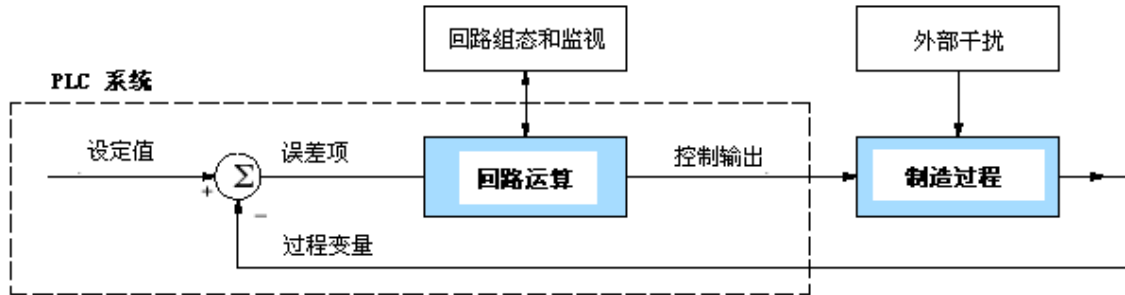 回路组态和监视
外部干扰
PLC 系统
设定值
误差项
控制输出
+
Σ
回路运算
制造过程
−
过程变量